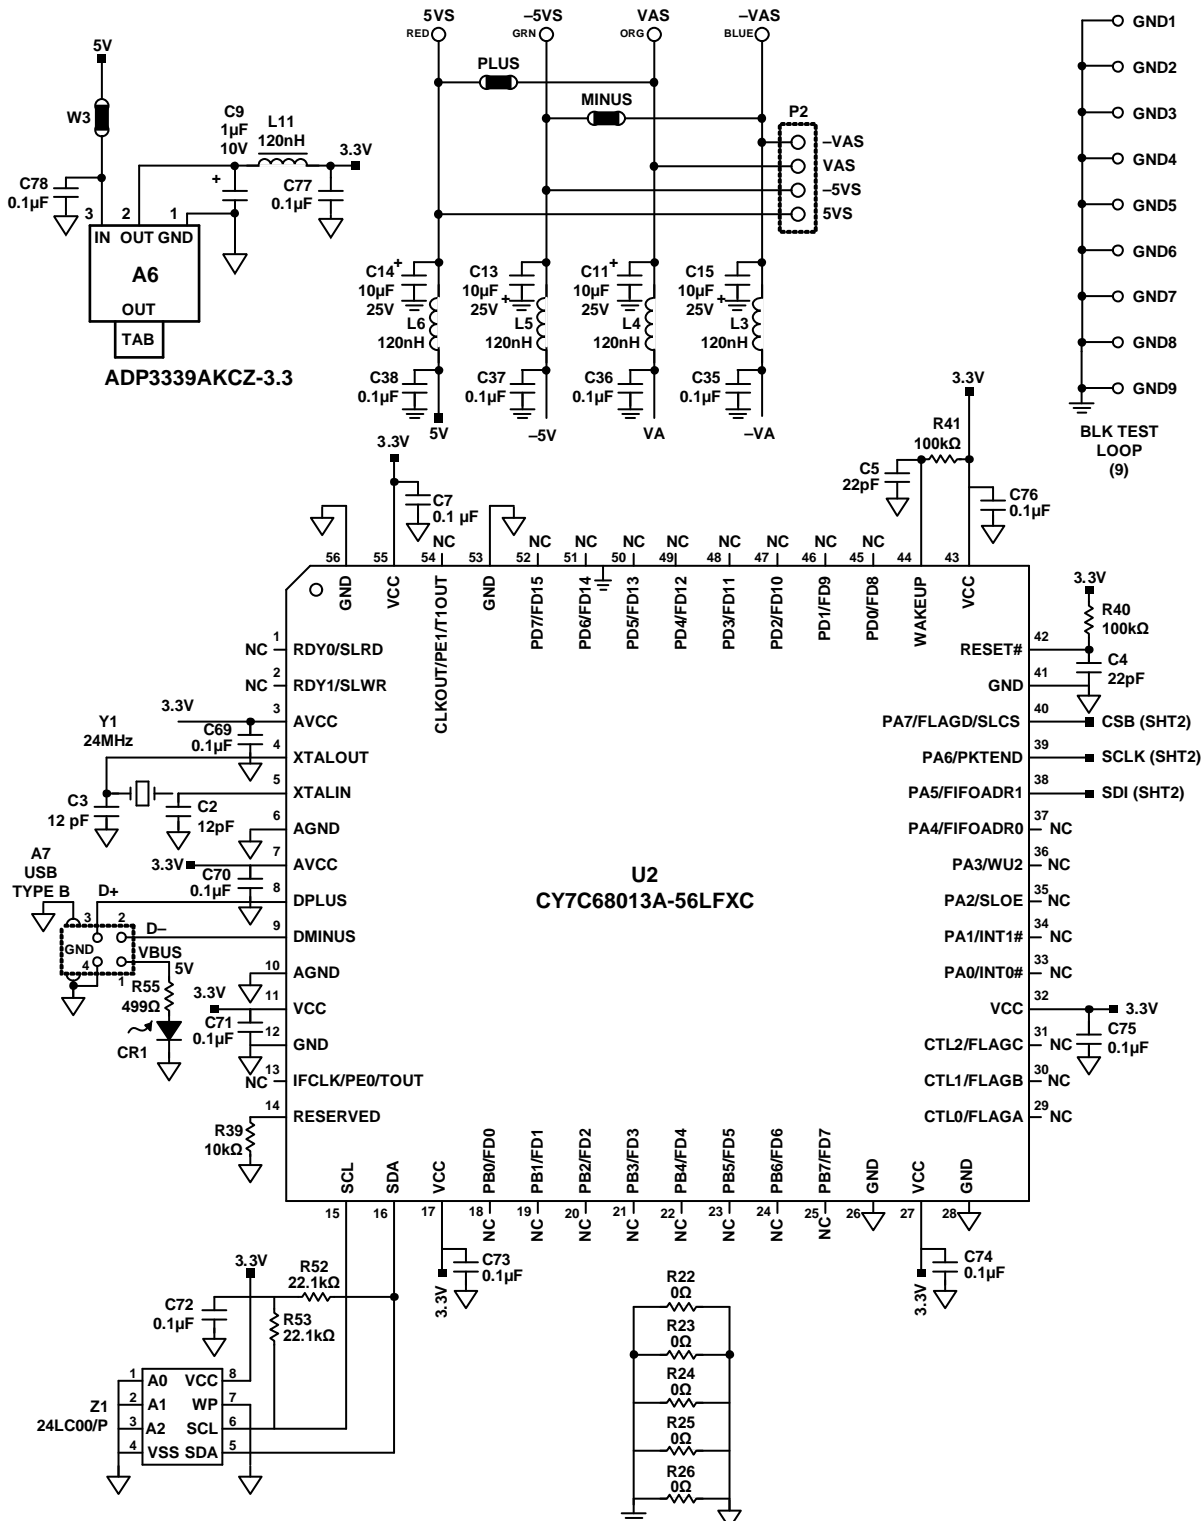 5VS
RED
–5VS
GRN
VAS
ORG
–VAS
BLUE
PLUS
MINUS
P2
–VAS
VAS
–5VS
5VS
GND1
GND2
GND3
GND4
GND5
GND6
GND7
GND8
GND9
BLK TEST
LOOP
(9)
5V
W3
C9
1µF
10V
L11
120nH
3.3V
C78
0.1µF
C77
0.1µF
+
3
2
1
IN
OUT
GND
A6
OUT
TAB
ADP3339AKCZ-3.3
C14
+
10µF
25V
L6
120nH
C38
0.1µF
5V
C13
10µF
25V
+
L5
120nH
C37
0.1µF
–5V
C11
+
10µF
25V
L4
120nH
C36
0.1µF
VA
C15
10µF
25V
+
L3
120nH
C35
0.1µF
–VA
3.3V
C7
0.1 µF
C5
22pF
R41
100kΩ
3.3V
C76
0.1µF
NC
NC
NC
NC
NC
NC
NC
NC
NC
56
55
54
53
52
51
50
49
48
47
46
45
44
43
GND
VCC
CLKOUT/PE1/T1OUT
GND
PD7/FD15
PD6/FD14
PD5/FD13
PD4/FD12
PD3/FD11
PD2/FD10
PD1/FD9
PD0/FD8
WAKEUP
VCC
NC
1
RDY0/SLRD
NC
2
RDY1/SLWR
3.3V
3
AVCC
C69
0.1µF
4
XTALOUT
Y1
24MHz
5
XTALIN
C3
12 pF
C2
12pF
6
AGND
3.3V
7
AVCC
C70
0.1µF
8
DPLUS
9
DMINUS
10
AGND
A7
USB
TYPE B
D+
D–
3
2
GND
4
1
VBUS
5V
R55
499Ω
CR1
3.3V
11
VCC
C71
0.1µF
12
GND
NC
13
IFCLK/PE0/TOUT
14
RESERVED
R39
10kΩ
U2
CY7C68013A-56LFXC
3.3V
R40
100kΩ
RESET#
42
C4
22pF
GND
41
PA7/FLAGD/SLCS
40
CSB (SHT2)
PA6/PKTEND
39
SCLK (SHT2)
PA5/FIFOADR1
38
SDI (SHT2)
PA4/FIFOADR0
37
NC
PA3/WU2
36
NC
PA2/SLOE
35
NC
PA1/INT1#
34
NC
PA0/INT0#
33
NC
VCC
32
3.3V
C75
0.1µF
CTL2/FLAGC
31
NC
CTL1/FLAGB
30
NC
CTL0/FLAGA
29
NC
SCL
SDA
VCC
PB0/FD0
PB1/FD1
PB2/FD2
PB3/FD3
PB4/FD4
PB5/FD5
PB6/FD6
PB7/FD7
GND
VCC
GND
15
16
17
18
19
20
21
22
23
24
25
26
27
28
NC
NC
NC
NC
NC
NC
NC
NC
C73
0.1µF
3.3V
C74
0.1µF
3.3V
3.3V
R52
22.1kΩ
C72
0.1µF
R53
22.1kΩ
Z1
24LC00/P
1
A0
VCC
8
2
A1
WP
7
3
A2
SCL
6
4
VSS
SDA
5
R22
0Ω
R23
0Ω
R24
0Ω
R25
0Ω
R26
0Ω